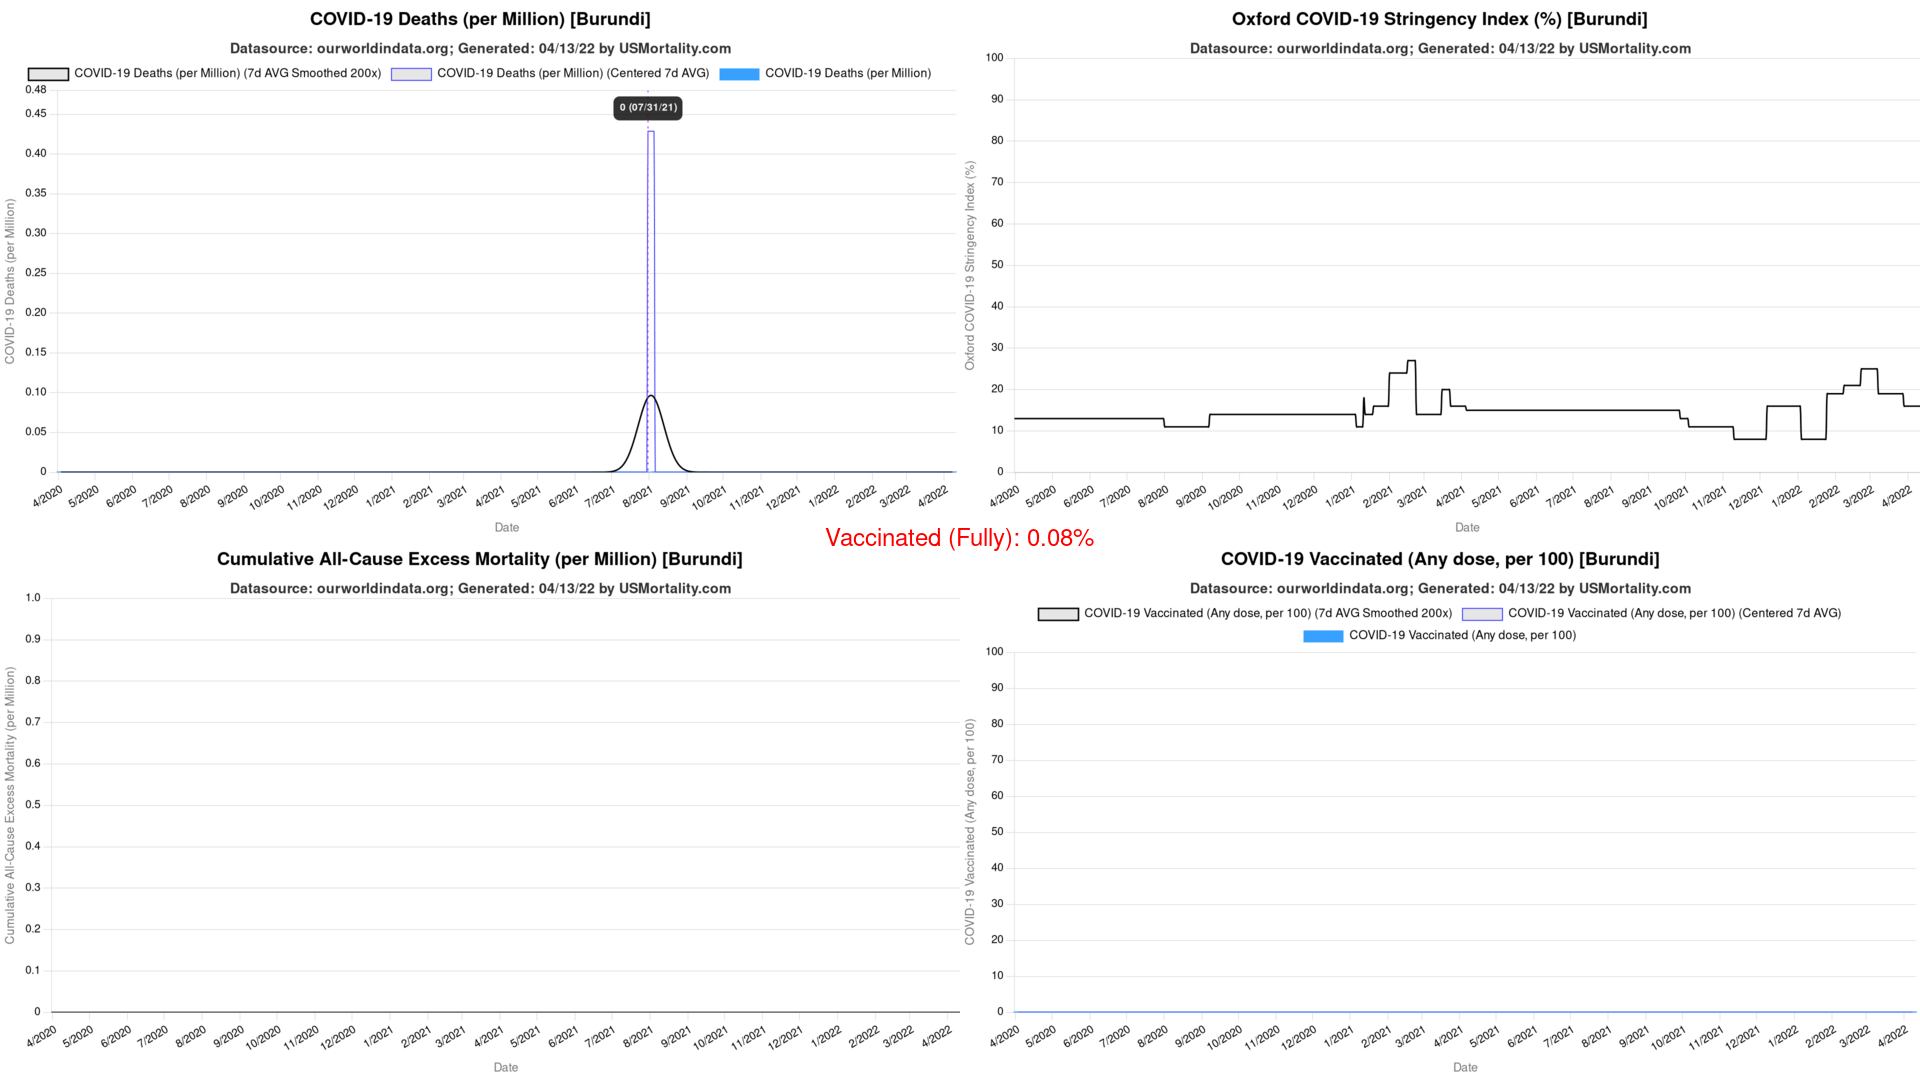 COVID-19 Deaths (per Million) [Burundi]
Datasource: ourworldindata.org; Generated: 04/13/22 by USMortality.com
COVID-19 Deaths (per Million) (7d AVG Smoothed 200x) COVID-19 Deaths (per Million) (Centered 7d AVG) COVID-19 Deaths (per Million)
0.48
0 (07/31/21)
0.45
0.40
0.35
0.30
0.25
0.20
0.15
0.10
0.05
0
COVID-19 Deaths (per Million)
4/2020 5/2020 6/2020 7/2020 8/2020 9/2020 10/2020 11/2020 12/2020 1/2021 2/2021 3/2021 4/2021 5/2021 6/2021 7/2021 8/2021 9/2021 10/2021 11/2021 12/2021 1/2022 2/2022 3/2022 4/2022
Date
Oxford COVID-19 Stringency Index (%) [Burundi]
Datasource: ourworldindata.org; Generated: 04/13/22 by USMortality.com
100
90
80
70
60
50
40
30
20
10
0
Oxford COVID-19 Stringency Index (%)
4/2020 5/2020 6/2020 7/2020 8/2020 9/2020 10/2020 11/2020 12/2020 1/2021 2/2021 3/2021 4/2021 5/2021 6/2021 7/2021 8/2021 9/2021 10/2021 11/2021 12/2021 1/2022 2/2022 3/2022 4/2022
Date
Vaccinated (Fully): 0.08%
Cumulative All-Cause Excess Mortality (per Million) [Burundi]
Datasource: ourworldindata.org; Generated: 04/13/22 by USMortality.com
1.0
0.9
0.8
0.7
0.6
0.5
0.4
0.3
0.2
0.1
0
Cumulative All-Cause Excess Mortality (per Million)
4/2020 5/2020 6/2020 7/2020 8/2020 9/2020 10/2020 11/2020 12/2020 1/2021 2/2021 3/2021 4/2021 5/2021 6/2021 7/2021 8/2021 9/2021 10/2021 11/2021 12/2021 1/2022 2/2022 3/2022 4/2022
Date
COVID-19 Vaccinated (Any dose, per 100) [Burundi]
Datasource: ourworldindata.org; Generated: 04/13/22 by USMortality.com
COVID-19 Vaccinated (Any dose, per 100) (7d AVG Smoothed 200x) COVID-19 Vaccinated (Any dose, per 100) (Centered 7d AVG)
COVID-19 Vaccinated (Any dose, per 100)
100
90
80
70
60
50
40
30
20
10
0
COVID-19 Vaccinated (Any dose, per 100)
4/2020 5/2020 6/2020 7/2020 8/2020 9/2020 10/2020 11/2020 12/2020 1/2021 2/2021 3/2021 4/2021 5/2021 6/2021 7/2021 8/2021 9/2021 10/2021 11/2021 12/2021 1/2022 2/2022 3/2022 4/2022
Date